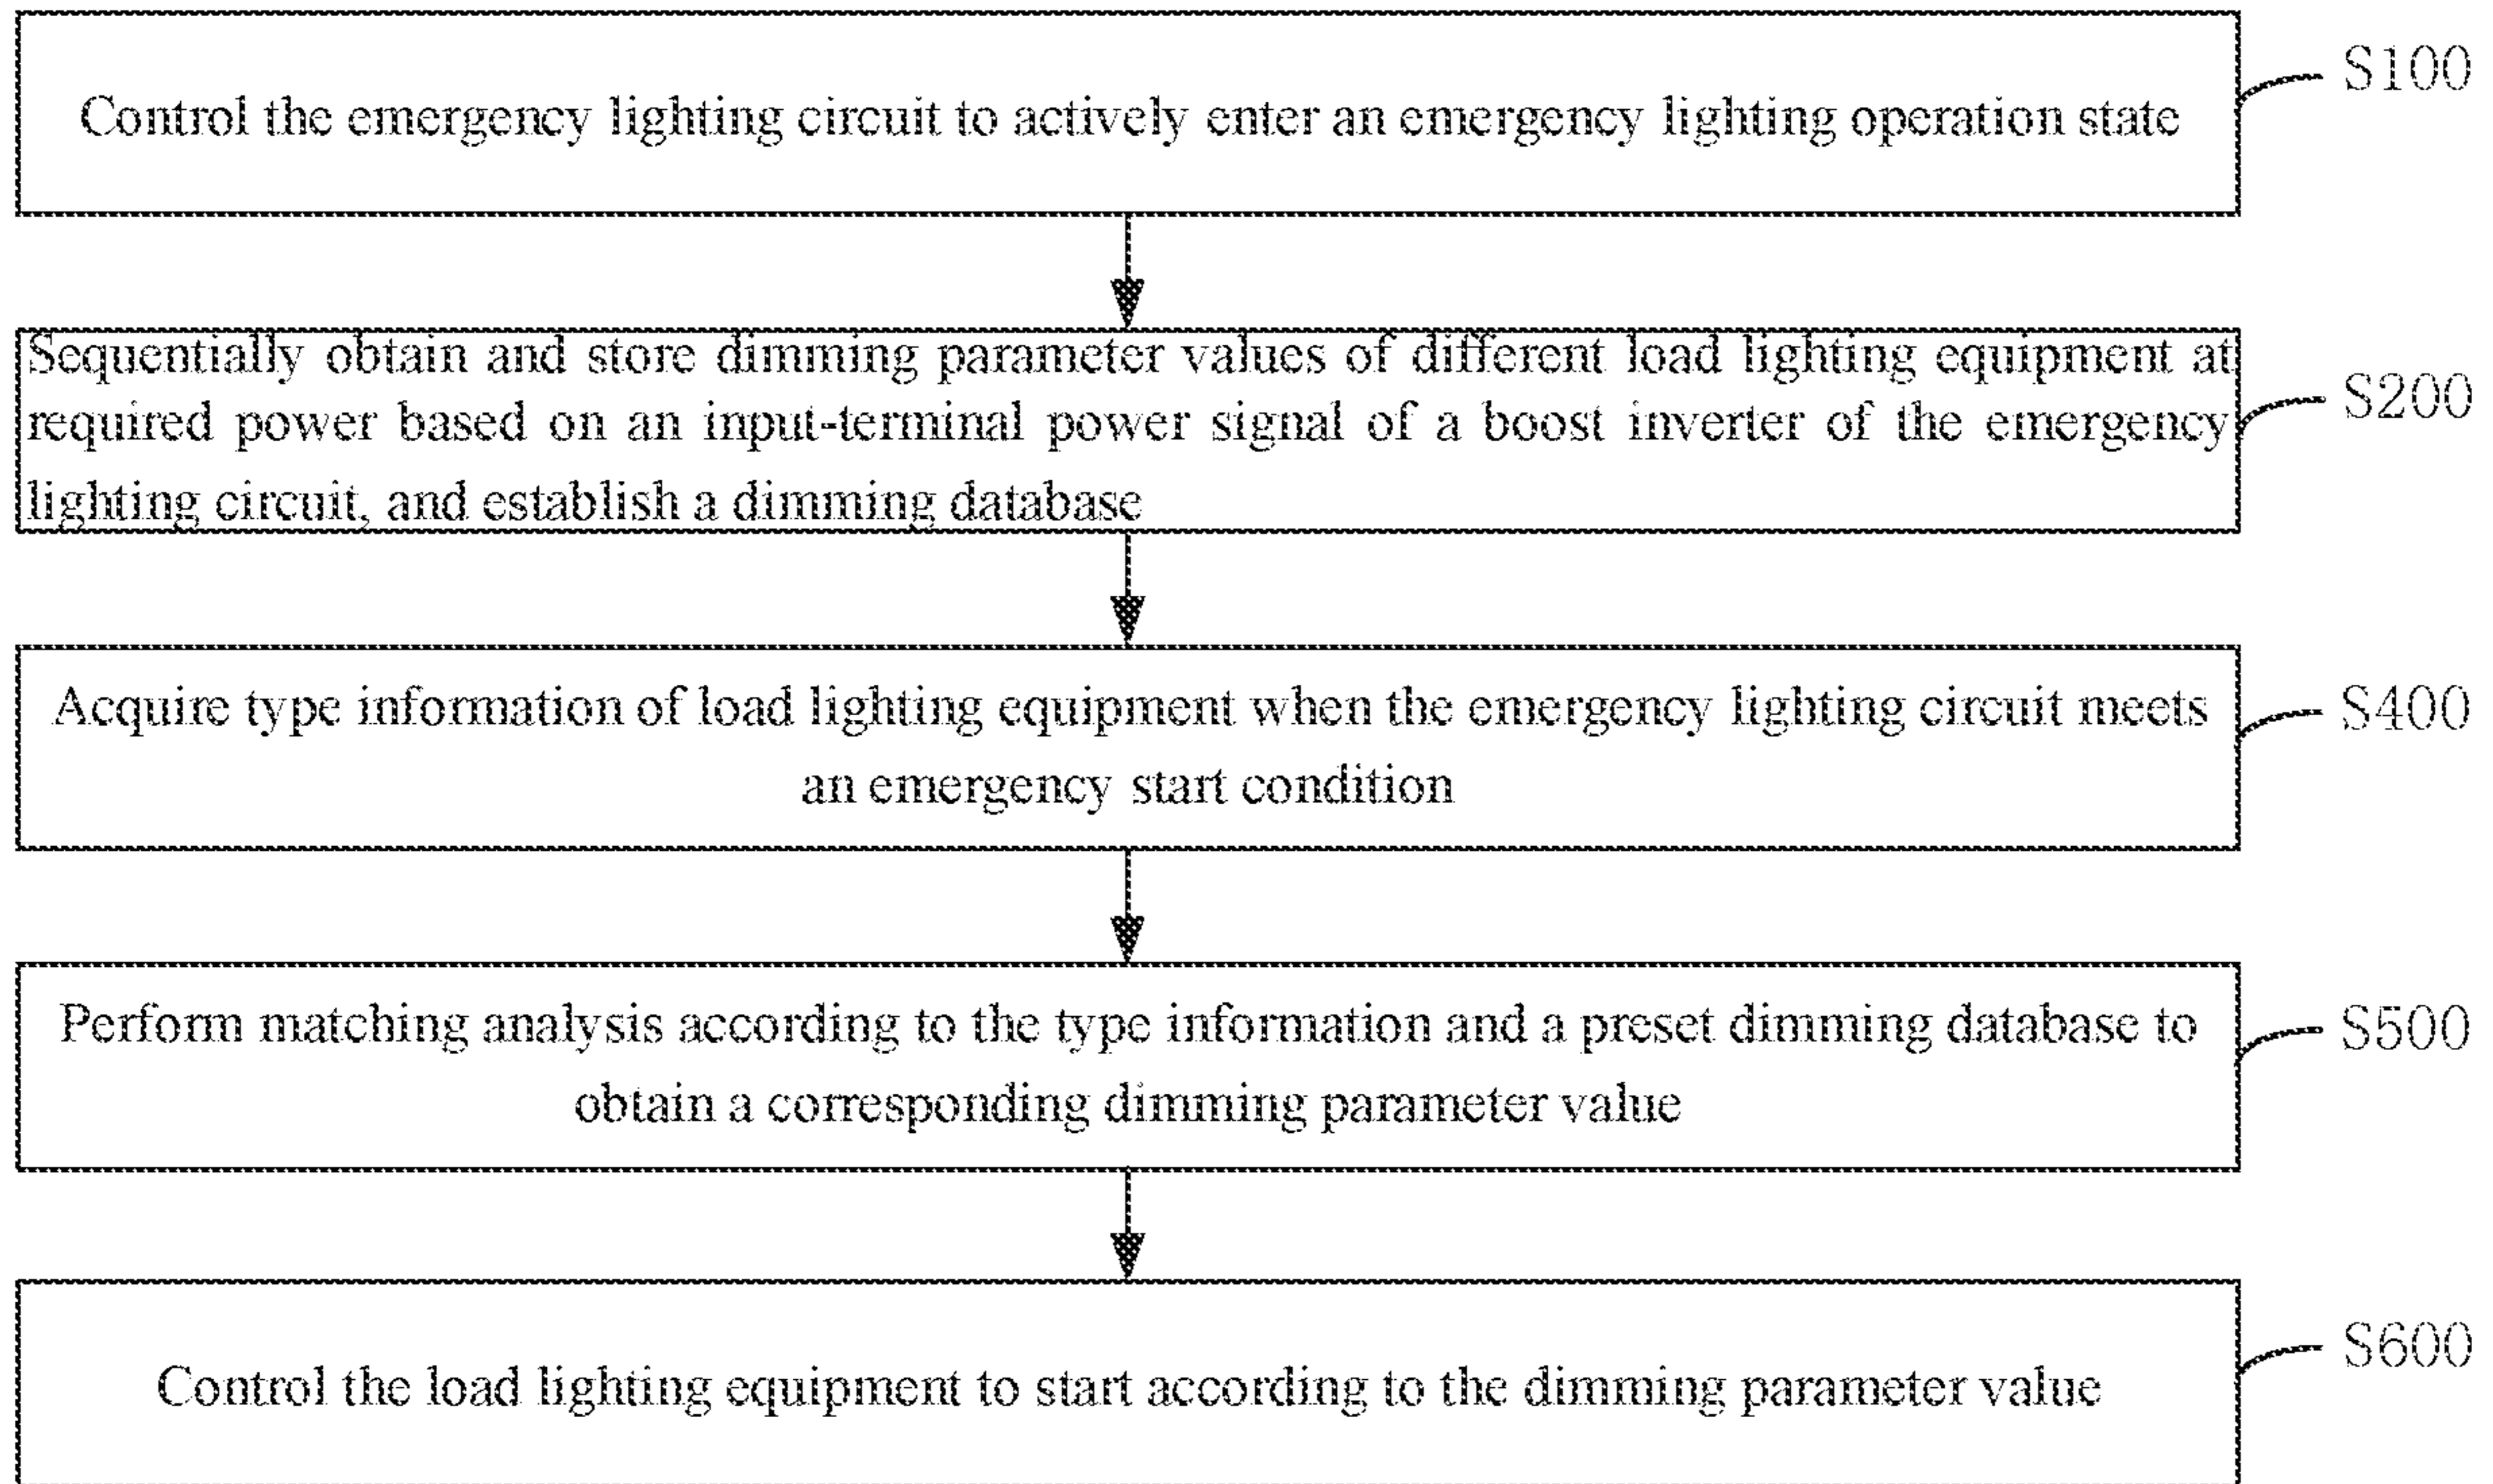 Control the emergency lighting circuit to actively enter an emergency lighting operation state
S100
Sequentially obtain and store dimming parameter values of different load lighting equipment at
required power based on an input-terminal power signal of a boost inverter of the emergency
lighting circuit, and establish a dimming database
S200
Acquire type information of load lighting equipment when the emergency lighting circuit meets
an emergency start condition
S400
Perform matching analysis according to the type information and a preset dimming database to
obtain a corresponding dimming parameter value
S500
Control the load lighting equipment to start according to the dimming parameter value
S600